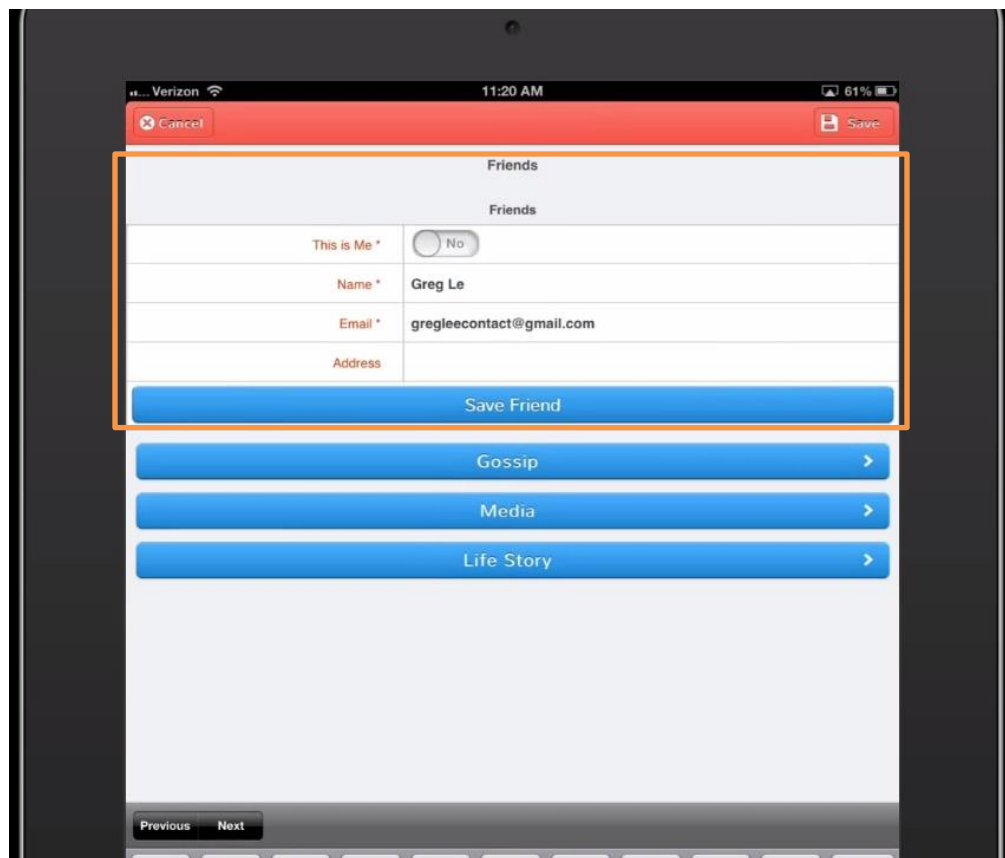 Verizon 11:20 AM 61%
Cancel Save
Friends
Friends
This is Me * No
Name * Greg Le
Email * gregleecontact@gmail.com
Address
Save Friend
Gossip
Media
Life Story
Previous Next